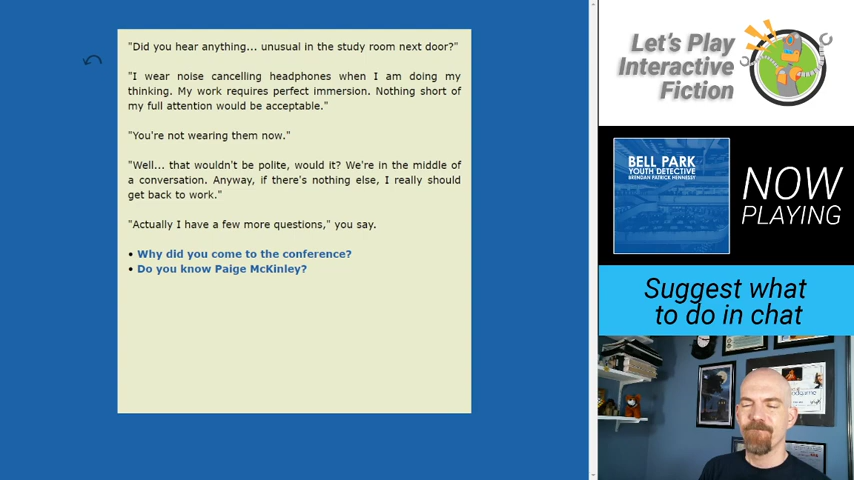 "Did you hear anything... unusual in the study room next door?"
"I wear noise cancelling headphones when I am doing my
thinking. My work requires perfect immersion. Nothing short of
my full attention would be acceptable."
"You're not wearing them now."
"Well... that wouldn't be polite, would it? We're in the middle of
a conversation. Anyway, if there's nothing else, I really should
get back to work."
"Actually I have a few more questions," you say.
• Why did you come to the conference?
• Do you know Paige McKinley?
Let's Play
Interactive
Fiction
BELL PARK
YOUTH DETECTIVE
BRENDAN PATRICK HENNESSY
NOW
PLAYING
Suggest what
to do in chat